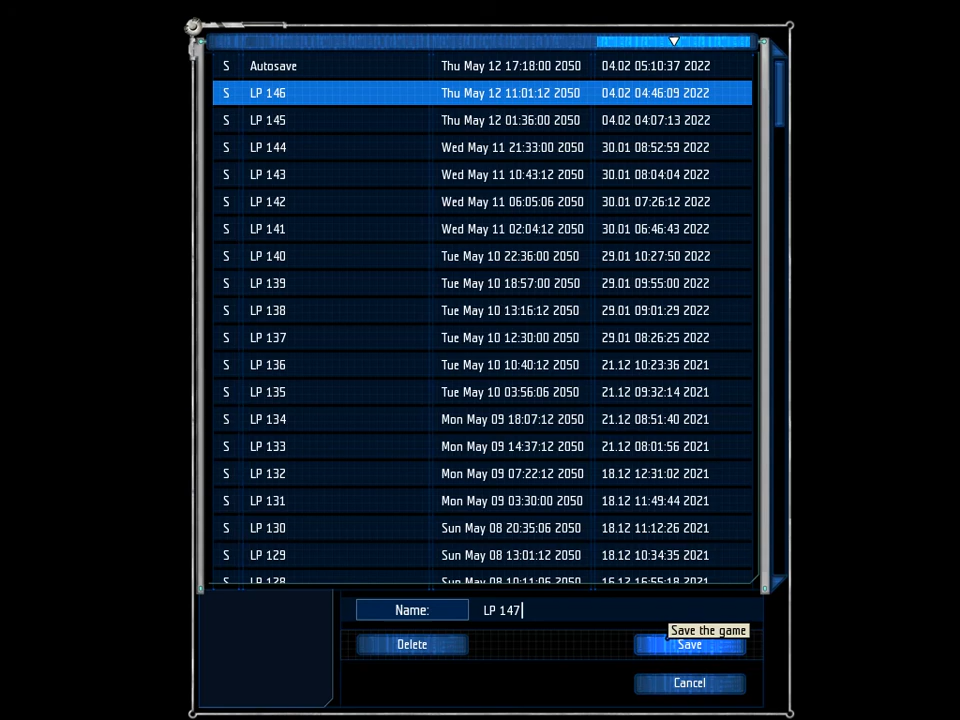 S Autosave Thu May 12 17:18:00 2050 04.02 05:10:37 2022
S LP 146 Thu May 12 11:01:12 2050 04.02 04:46:09 2022
S LP 145 Thu May 12 01:36:00 2050 04.02 04:07:13 2022
S LP 144 Wed May 11 21:33:00 2050 30.01 08:52:59 2022
S LP 143 Wed May 11 10:43:12 2050 30.01 08:04:04 2022
S LP 142 Wed May 11 06:05:06 2050 30.01 07:26:12 2022
S LP 141 Wed May 11 02:04:12 2050 30.01 06:46:43 2022
S LP 140 Tue May 10 22:36:00 2050 29.01 10:27:50 2022
S LP 139 Tue May 10 18:57:00 2050 29.01 09:55:00 2022
S LP 138 Tue May 10 13:16:12 2050 29.01 09:01:29 2022
S LP 137 Tue May 10 12:30:00 2050 29.01 08:26:25 2022
S LP 136 Tue May 10 10:40:12 2050 21.12 10:23:36 2021
S LP 135 Tue May 10 03:56:06 2050 21.12 09:32:14 2021
S LP 134 Mon May 09 18:07:12 2050 21.12 08:51:40 2021
S LP 133 Mon May 09 14:37:12 2050 21.12 08:01:56 2021
S LP 132 Mon May 09 07:22:12 2050 18.12 12:31:02 2021
S LP 131 Mon May 09 03:30:00 2050 18.12 11:49:44 2021
S LP 130 Sun May 08 20:35:06 2050 18.12 11:12:26 2021
S LP 129 Sun May 08 13:01:12 2050 18.12 10:34:35 2021
S LP 128 Sun May 08 10:11:06 2050 16.12 16:55:18 2021
Name: LP 147
Save the game
Delete Save
Cancel